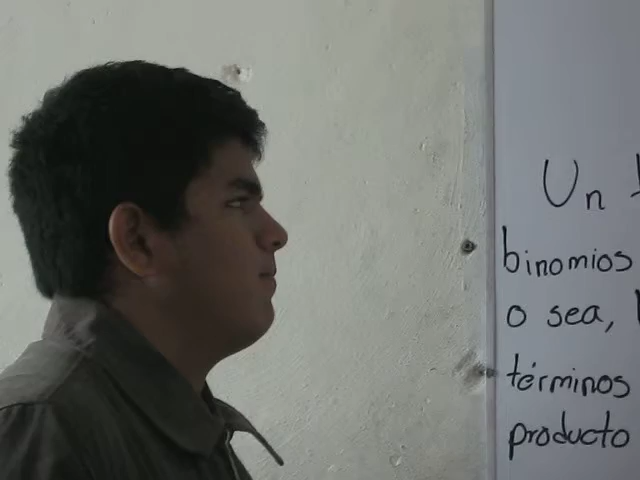 Un
binomios
o sea,
términos
producto